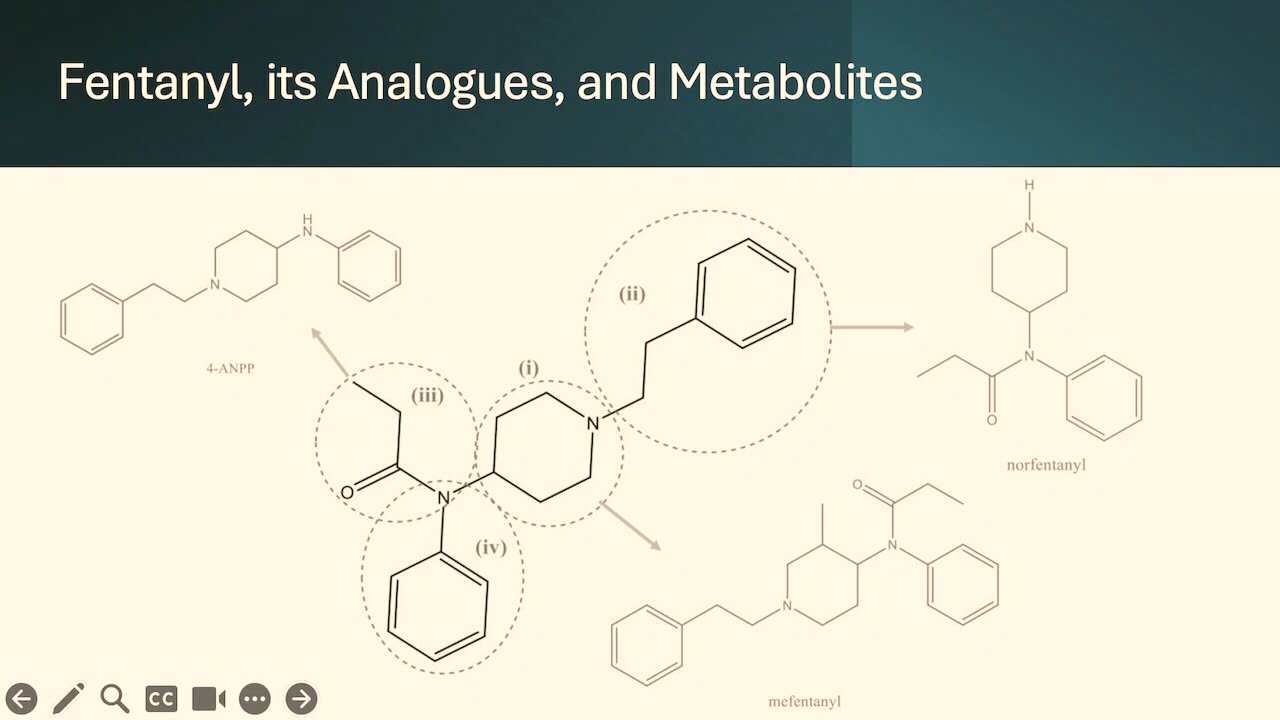 Fentanyl, its Analogues, and Metabolites
H
N
N
4-ANPP
(i)
(ii)
(iii)
(iv)
N
N
O
H
N
N
O
norfentanyl
O
N
N
mefentanyl
CC